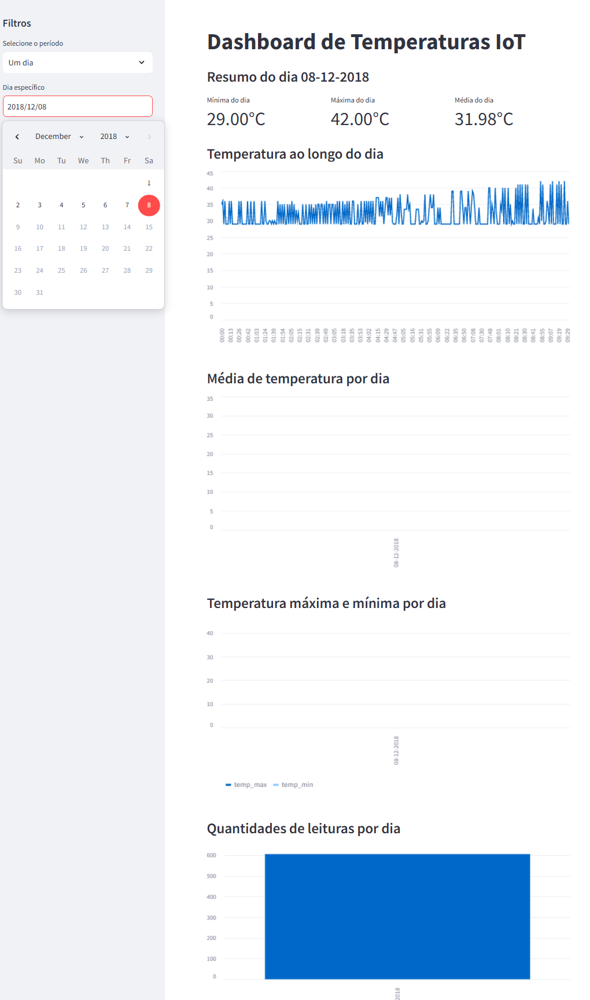 Filtros
Selecione o período
Um dia
Dia específico
2018/12/08
December 2018
Su Mo Tu We Th Fr Sa
1
2 3 4 5 6 7 8
9 10 11 12 13 14 15
16 17 18 19 20 21 22
23 24 25 26 27 28 29
30 31
Dashboard de Temperaturas IoT
Resumo do dia 08-12-2018
Mínima do dia Máxima do dia Média do dia
29.00°C 42.00°C 31.98°C
Temperatura ao longo do dia
45
40
35
30
25
20
15
10
5
0
00:00 00:13 00:26 00:42 01:03 01:24 01:39 01:54 02:05 02:15 02:31 02:39 02:49 03:05 03:18 03:35 03:53 04:02 04:15 04:29 04:47 05:05 05:16 05:31 05:55 06:09 06:22 06:35 06:50 07:08 07:30 07:48 08:01 08:10 08:21 08:30 08:41 08:55 09:07 09:19 09:29
Média de temperatura por dia
35
30
25
20
15
10
5
0
08-12-2018
Temperatura máxima e mínima por dia
40
30
20
10
0
08-12-2018
temp_max temp_min
Quantidades de leituras por dia
600
500
400
300
200
100
0
2018